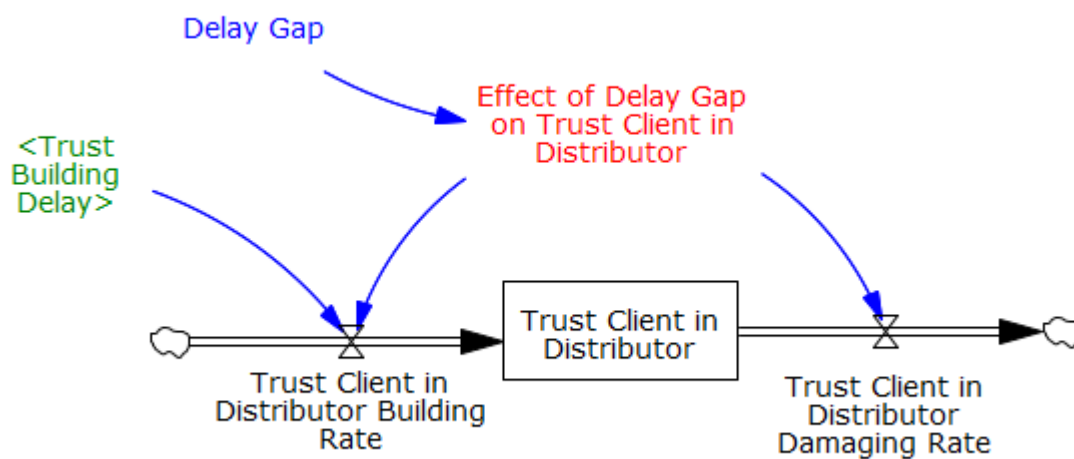 Delay Gap
Effect of Delay Gap
on Trust Client in
Distributor
<Trust
Building
Delay>
Trust Client in
Distributor
Trust Client in
Distributor Building
Rate
Trust Client in
Distributor
Damaging Rate